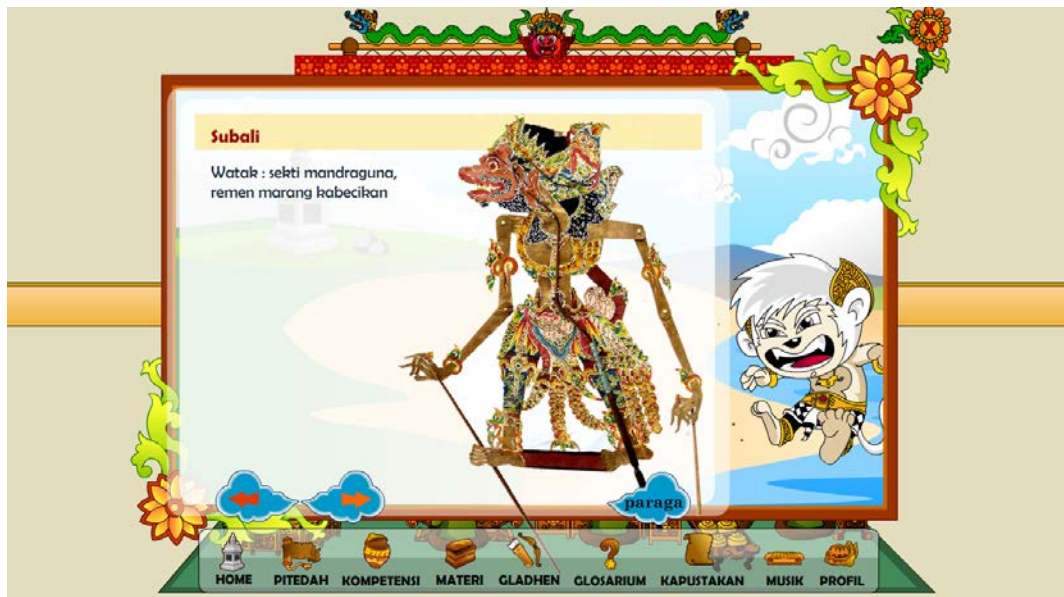 X
Subali
Watak : sekti mandraguna,
remen marang kabecikan
paraga
HOME PITEDAH KOMPETENSI MATERI GLADHEN GLOSARIUM KAPUSTAKAN MUSIK PROFIL